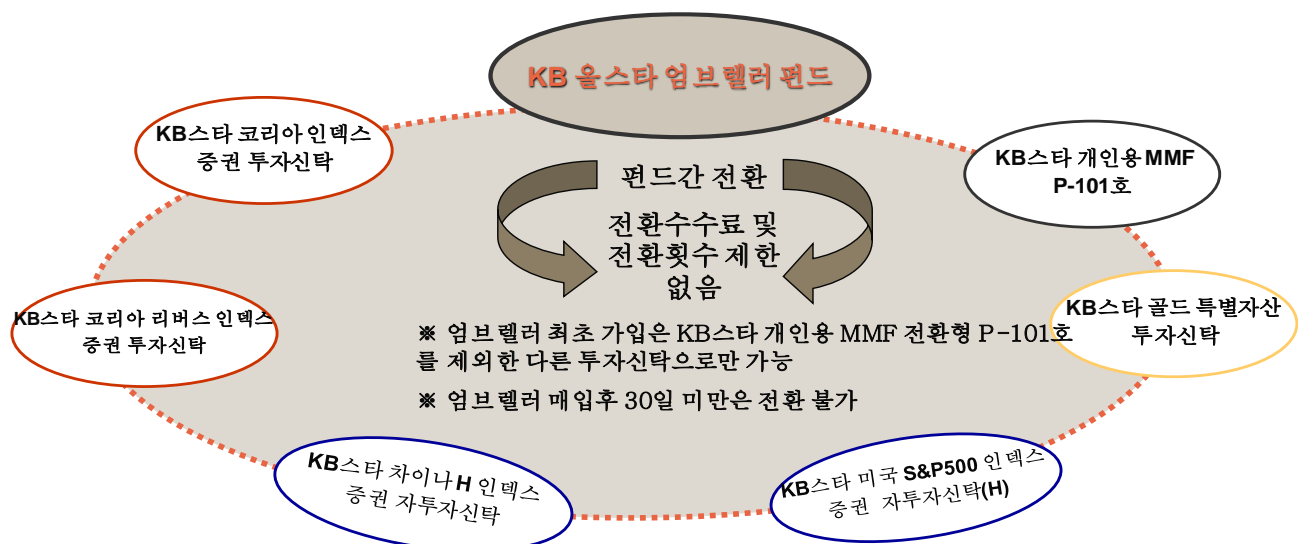 KB 올스타 엄브렐러 펀드
KB스타 코리아 인덱스
증권 투자신탁
KB스타 개인용 MMF
P-101호
펀드간 전환
전환수수료 및
전환횟수 제한
없음
KB스타 코리아 리버스 인덱스
증권 투자신탁
KB스타 골드 특별자산
투자신탁
※ 엄브렐러 최초 가입은 KB스타 개인용 MMF 전환형 P-101호
를 제외한 다른 투자신탁으로만 가능
※ 엄브렐러 매입후 30일 미만은 전환 불가
KB스타 차이나 H 인덱스
증권 자투자신탁
KB스타 미국 S&P500 인덱스
증권 자투자신탁(H)